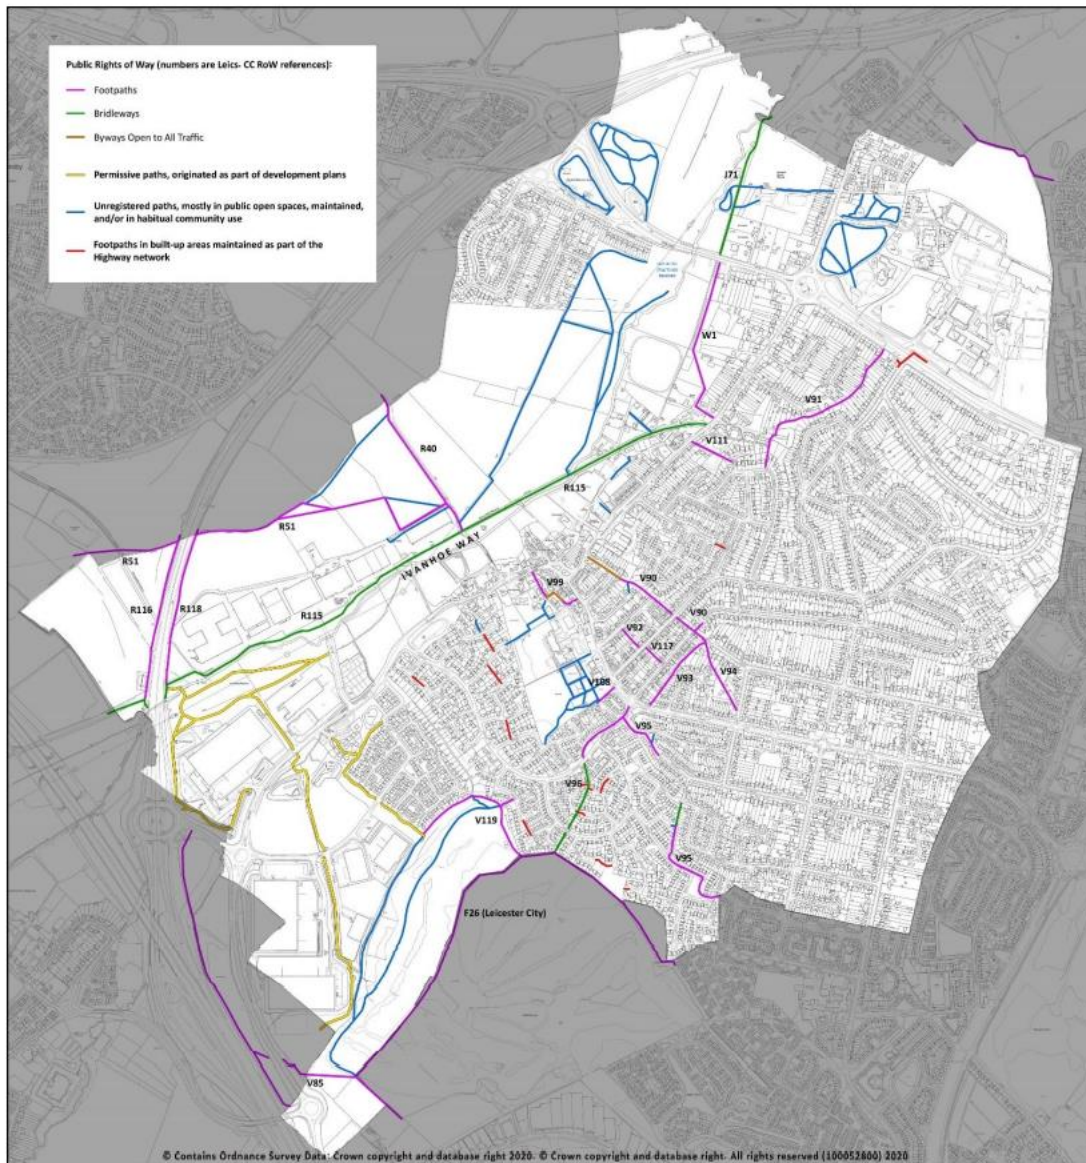 Public Rights of Way (numbers are Leics- CC RoW references):
Footpaths
Bridleways
Byways Open to All Traffic
Permissive paths, originated as part of development plans
Unregistered paths, mostly in public open spaces, maintained,
and/or in habitual community use
Footpaths in built-up areas maintained as part of the
Highway network
J71
W1
V91
V111
R40
R115
R51
IVANHOE WAY
R51
V99
V90
R116
R118
R115
V90
V92
V117
V94
V93
V108
V95
V96
V119
V95
F26 (Leicester City)
V85
© Contains Ordnance Survey Data: Crown copyright and database right 2020. © Crown copyright and database right. All rights reserved (100052600) 2020